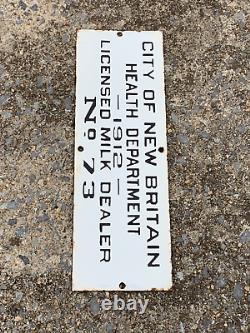 CITY OF NEW BRITAIN
HEALTH DEPARTMENT
— 1912 —
LICENSED MILK DEALER
No 73